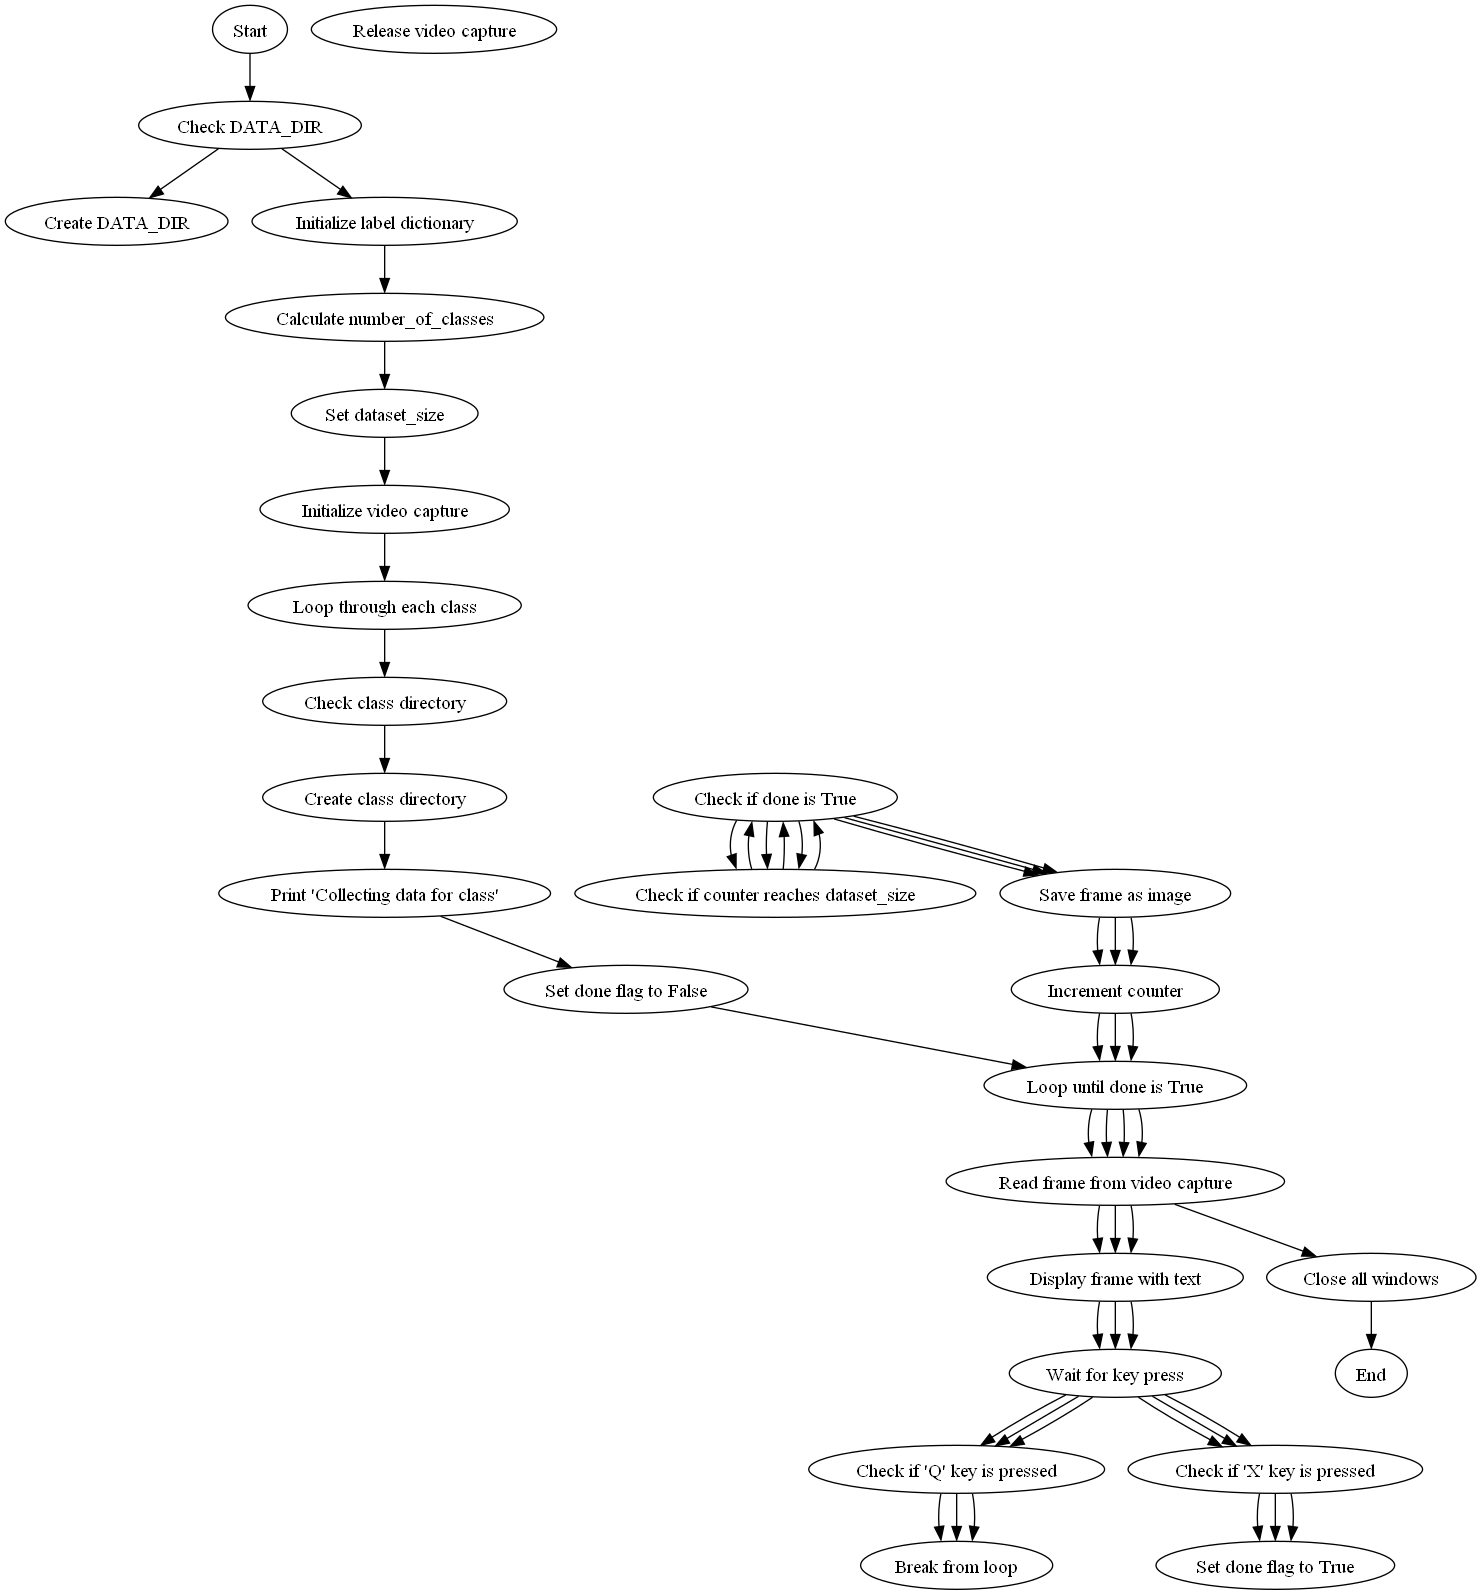 Start
Release video capture
Check DATA_DIR
Create DATA_DIR
Initialize label dictionary
Calculate number_of_classes
Set dataset_size
Initialize video capture
Loop through each class
Check class directory
Create class directory
Check if done is True
Print 'Collecting data for class'
Check if counter reaches dataset_size
Save frame as image
Set done flag to False
Increment counter
Loop until done is True
Read frame from video capture
Display frame with text
Close all windows
Wait for key press
End
Check if 'Q' key is pressed
Check if 'X' key is pressed
Break from loop
Set done flag to True